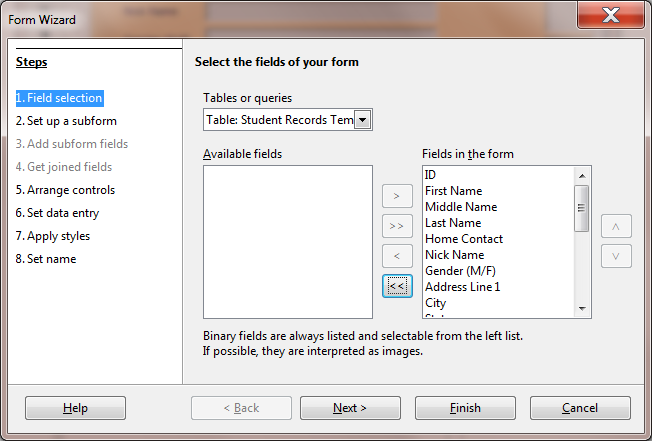 Form Wizard
Steps
1. Field selection
2. Set up a subform
3. Add subform fields
4. Get joined fields
5. Arrange controls
6. Set data entry
7. Apply styles
8. Set name
Select the fields of your form
Tables or queries
Table: Student Records Tem
Available fields
>
>>
<
<<
Fields in the form
ID
First Name
Middle Name
Last Name
Home Contact
Nick Name
Gender (M/F)
Address Line1
City
Binary fields are always listed and selectable from the left list.
If possible, they are interpreted as images.
Help
< Back
Next >
Finish
Cancel